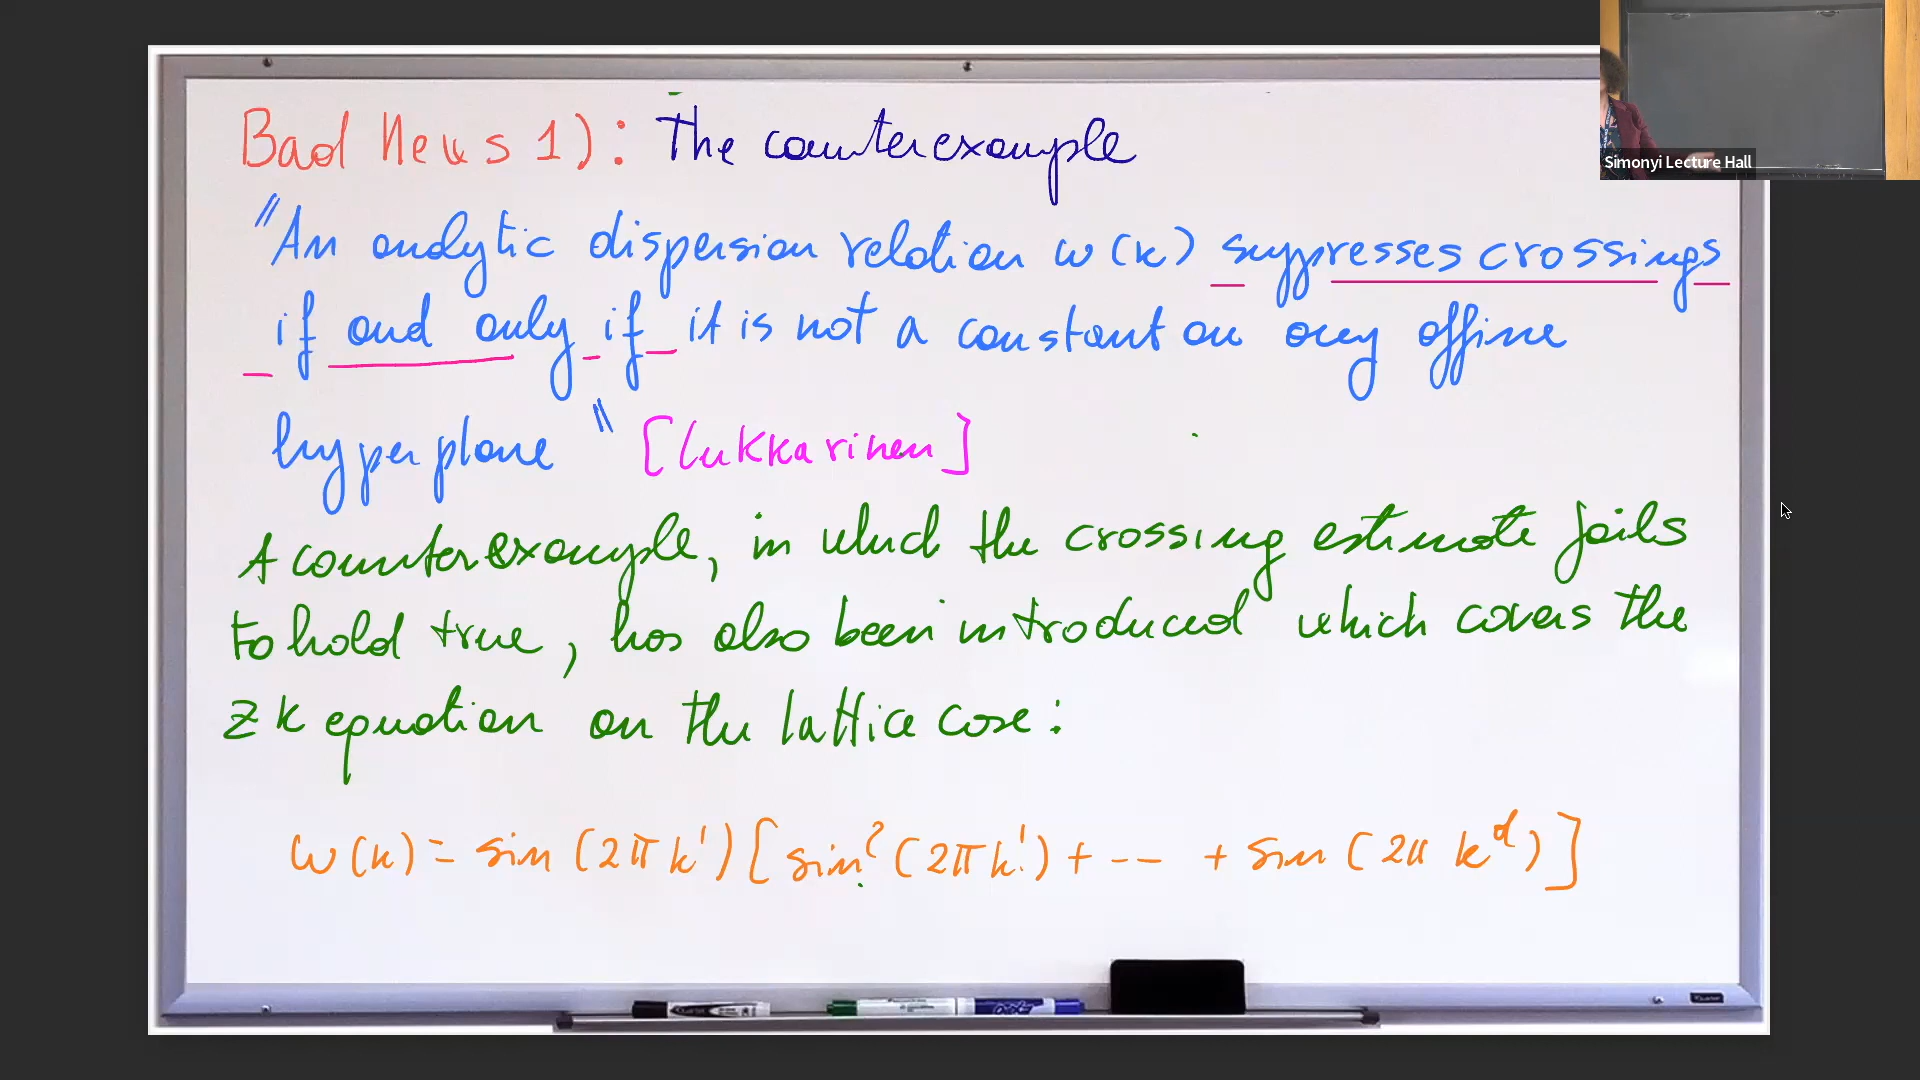 Bad News 1): The counterexample
"An analytic dispersion relation ω(k) suppresses crossings
if and only if it is not a constant on any affine
hyperplane" [Lukkarinen]
A counterexample, in which the crossing estimate fails
to hold true, has also been introduced which covers the
ZK equation on the lattice case:
ω(k) = sin(2πk¹)[sin²(2πk¹) + -- + sin(2π k^d)]
Simonyi Lecture Hall